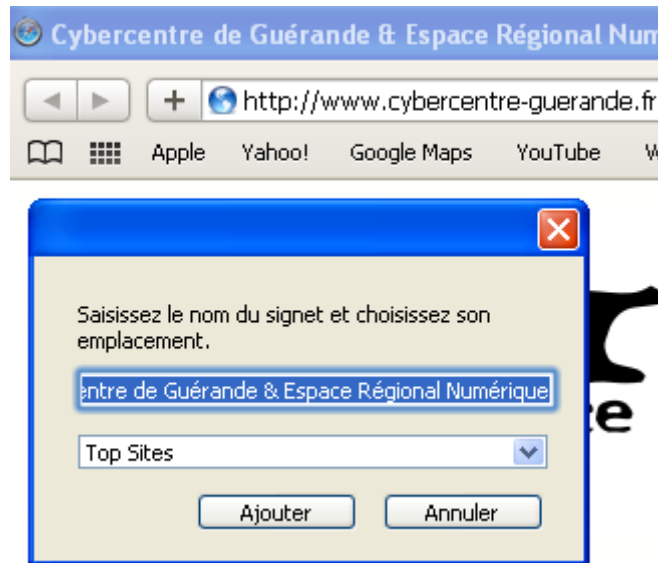 Cybercentre de Guérande & Espace Régional Num
http://www.cybercentre-guerande.fr
Apple Yahoo! Google Maps YouTube W
Saisissez le nom du signet et choisissez son
emplacement.
entre de Guérande & Espace Régional Numérique
Top Sites
Ajouter Annuler